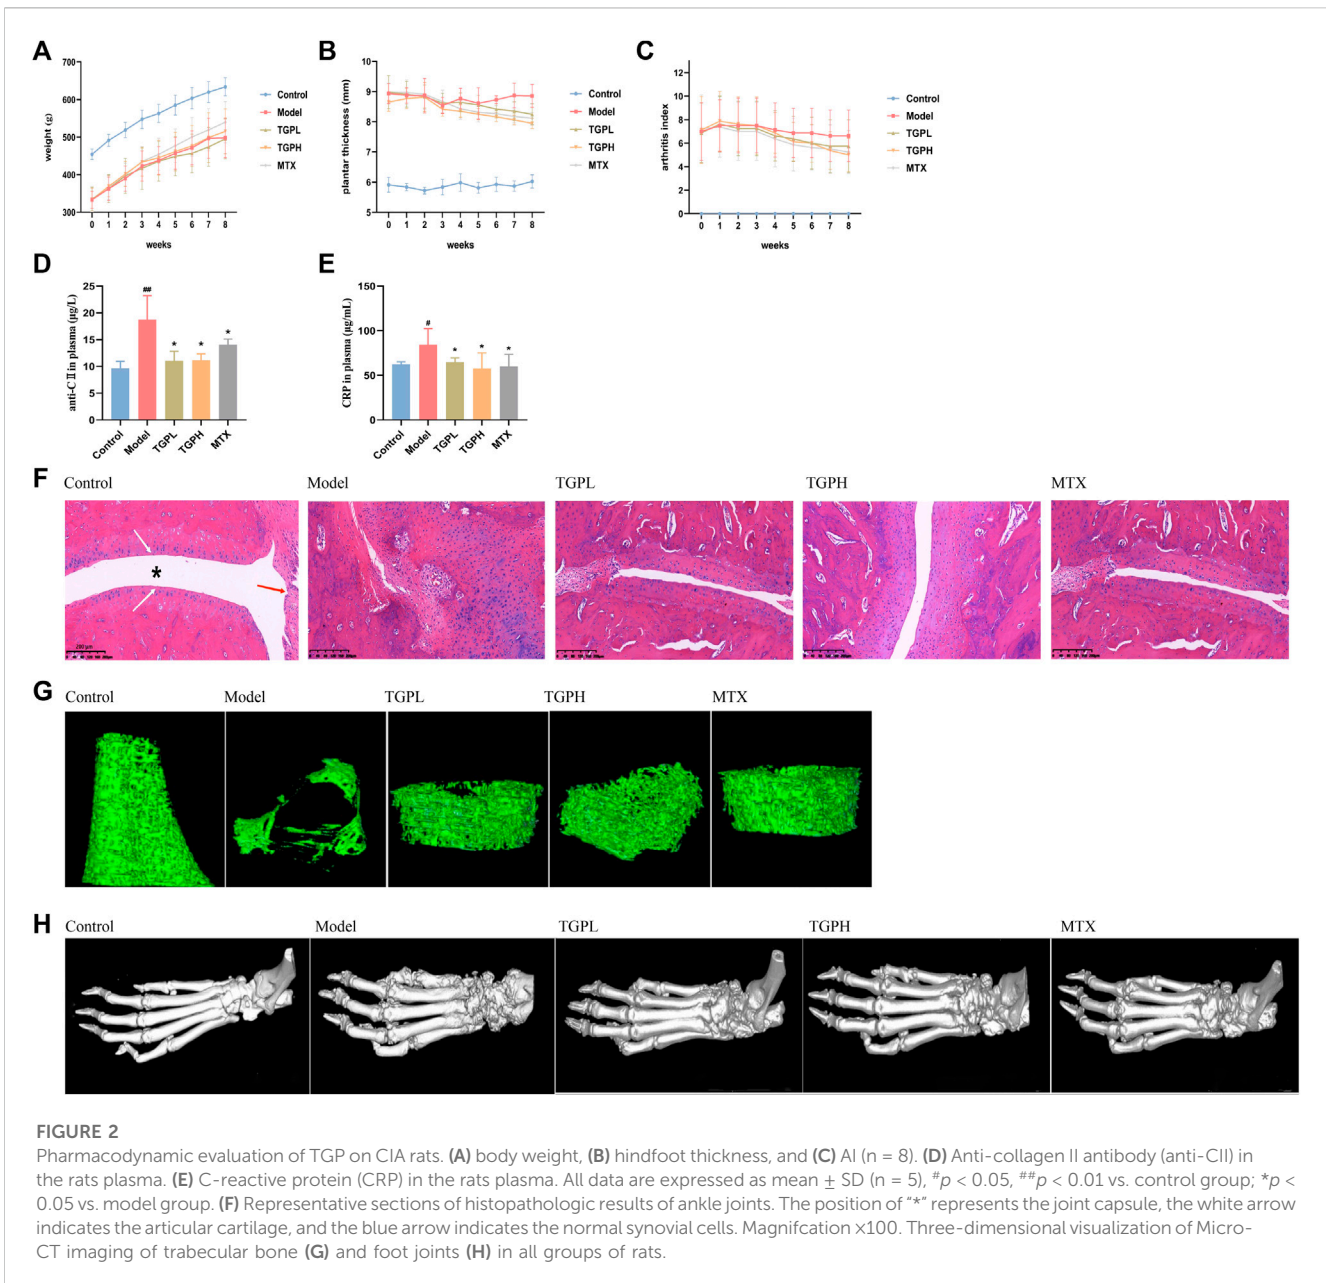 A
700
600
500
400
300
weight (g)
0 1 2 3 4 5 6 7 8
weeks
Control
Model
TGPL
TGPH
MTX
B
10
9
8
7
6
5
plantar thickness (mm)
0 1 2 3 4 5 6 7 8
weeks
Control
Model
TGPL
TGPH
MTX
C
12
10
8
6
4
2
0
arthritis index
0 1 2 3 4 5 6 7 8
weeks
Control
Model
TGPL
TGPH
MTX
D
25
20
15
10
5
0
anti-C II in plasma (µg/L)
##
* * *
Control Model TGPL TGPH MTX
E
150
100
50
0
CRP in plasma (µg/mL)
#
* * *
Control Model TGPL TGPH MTX
F
Control Model TGPL TGPH MTX
*
200 µm
G
Control Model TGPL TGPH MTX
H
Control Model TGPL TGPH MTX
FIGURE 2
Pharmacodynamic evaluation of TGP on CIA rats. (A) body weight, (B) hindfoot thickness, and (C) AI (n = 8). (D) Anti-collagen II antibody (anti-CII) in
the rats plasma. (E) C-reactive protein (CRP) in the rats plasma. All data are expressed as mean ± SD (n = 5), #p < 0.05, ##p < 0.01 vs. control group; *p <
0.05 vs. model group. (F) Representative sections of histopathologic results of ankle joints. The position of "*" represents the joint capsule, the white arrow
indicates the articular cartilage, and the blue arrow indicates the normal synovial cells. Magnifcation ×100. Three-dimensional visualization of Micro-
CT imaging of trabecular bone (G) and foot joints (H) in all groups of rats.